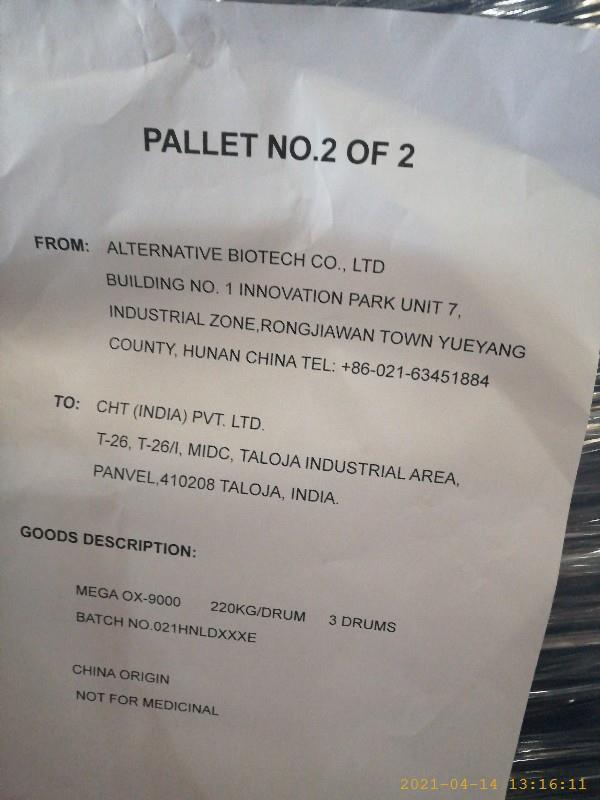 PALLET NO.2 OF 2
FROM: ALTERNATIVE BIOTECH CO., LTD
BUILDING NO. 1 INNOVATION PARK UNIT 7,
INDUSTRIAL ZONE,RONGJIAWAN TOWN YUEYANG
COUNTY, HUNAN CHINA TEL: +86-021-63451884
TO: CHT (INDIA) PVT. LTD.
T-26, T-26/I, MIDC, TALOJA INDUSTRIAL AREA,
PANVEL,410208 TALOJA, INDIA.
GOODS DESCRIPTION:
MEGA OX-9000 220KG/DRUM 3 DRUMS
BATCH NO.021HNLDXXXE
CHINA ORIGIN
NOT FOR MEDICINAL
2021-04-14 13:16:11